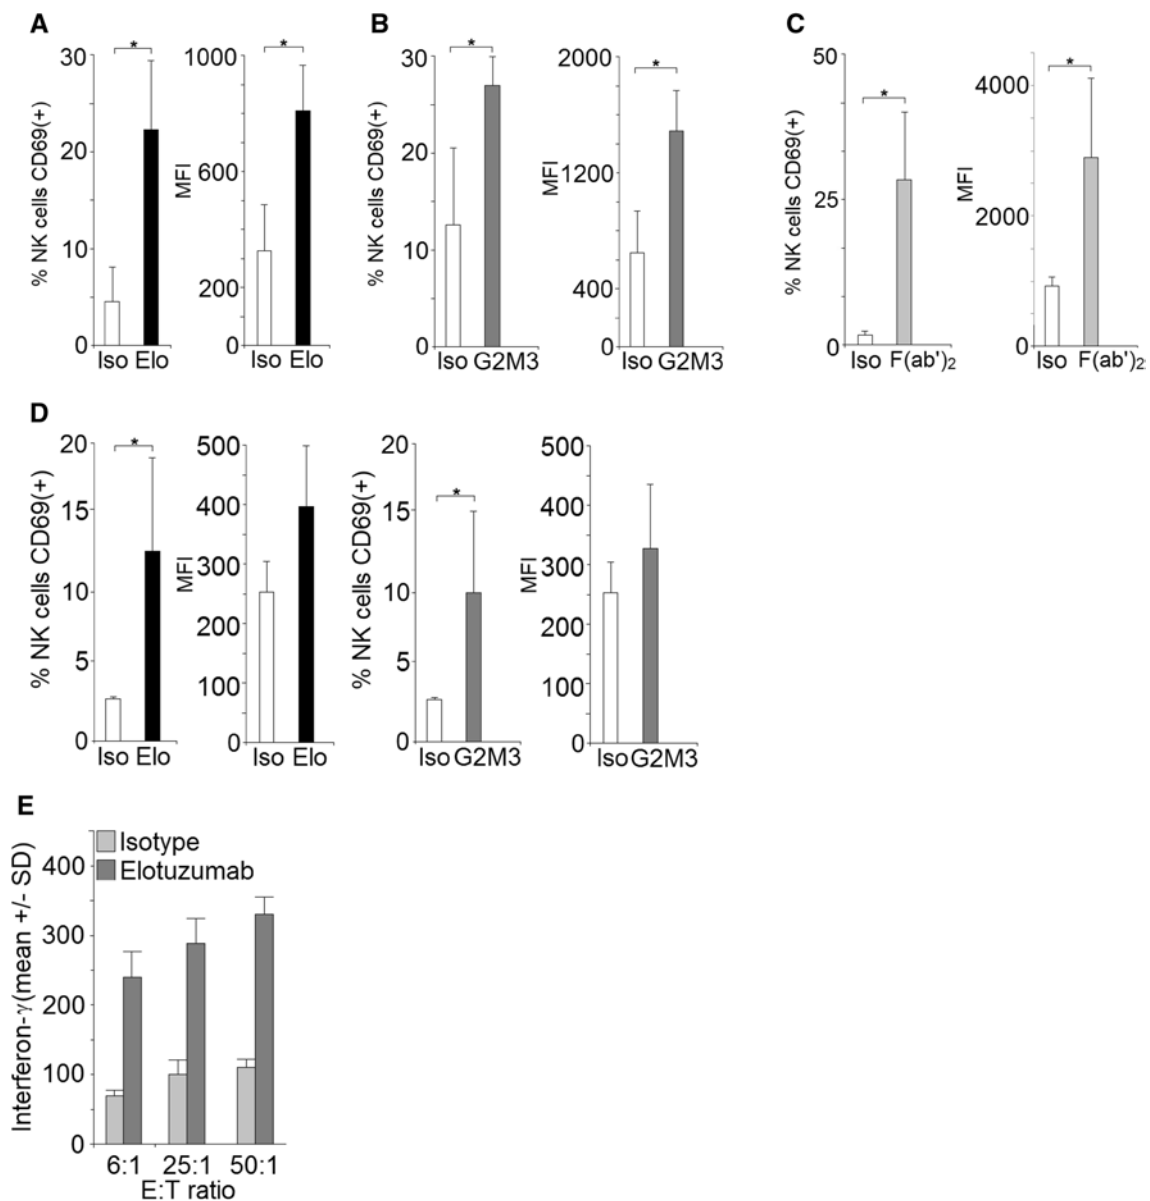 A
B
C
% NK cells CD69(+)
30
20
10
0
*
Iso Elo
MFI
1000
600
200
0
*
Iso Elo
% NK cells CD69(+)
30
20
10
0
*
Iso G2M3
MFI
2000
1200
400
0
*
Iso G2M3
% NK cells CD69(+)
50
25
0
*
Iso F(ab')2
MFI
4000
2000
0
*
Iso F(ab')2
D
% NK cells CD69(+)
20
15
10
5
0
*
Iso Elo
MFI
500
400
300
200
100
0
Iso Elo
% NK cells CD69(+)
20
15
10
5
0
*
Iso G2M3
MFI
500
400
300
200
100
0
Iso G2M3
E
Interferon-γ(mean +/- SD)
Isotype
Elotuzumab
400
300
200
100
0
6:1 25:1 50:1
E:T ratio